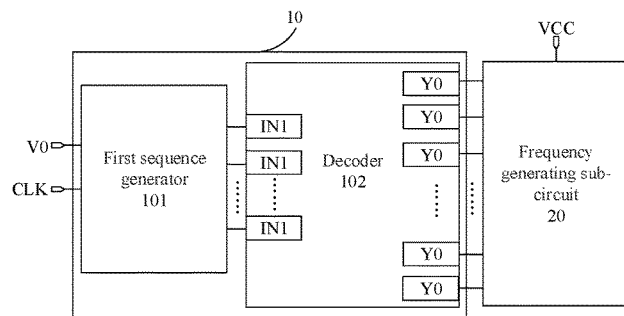 10
VCC
V0
CLK
First sequence
generator
101
IN1
IN1
IN1
Decoder
102
Y0
Y0
Y0
Y0
Y0
Frequency
generating sub-
circuit
20